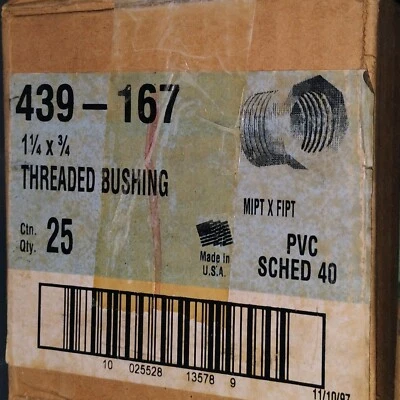 439-167
1¼ x ¾
THREADED BUSHING
MIPT X FIPT
Ctn. Qty. 25
Made in U.S.A.
PVC
SCHED 40
10 025528 13578 9
11/10/97